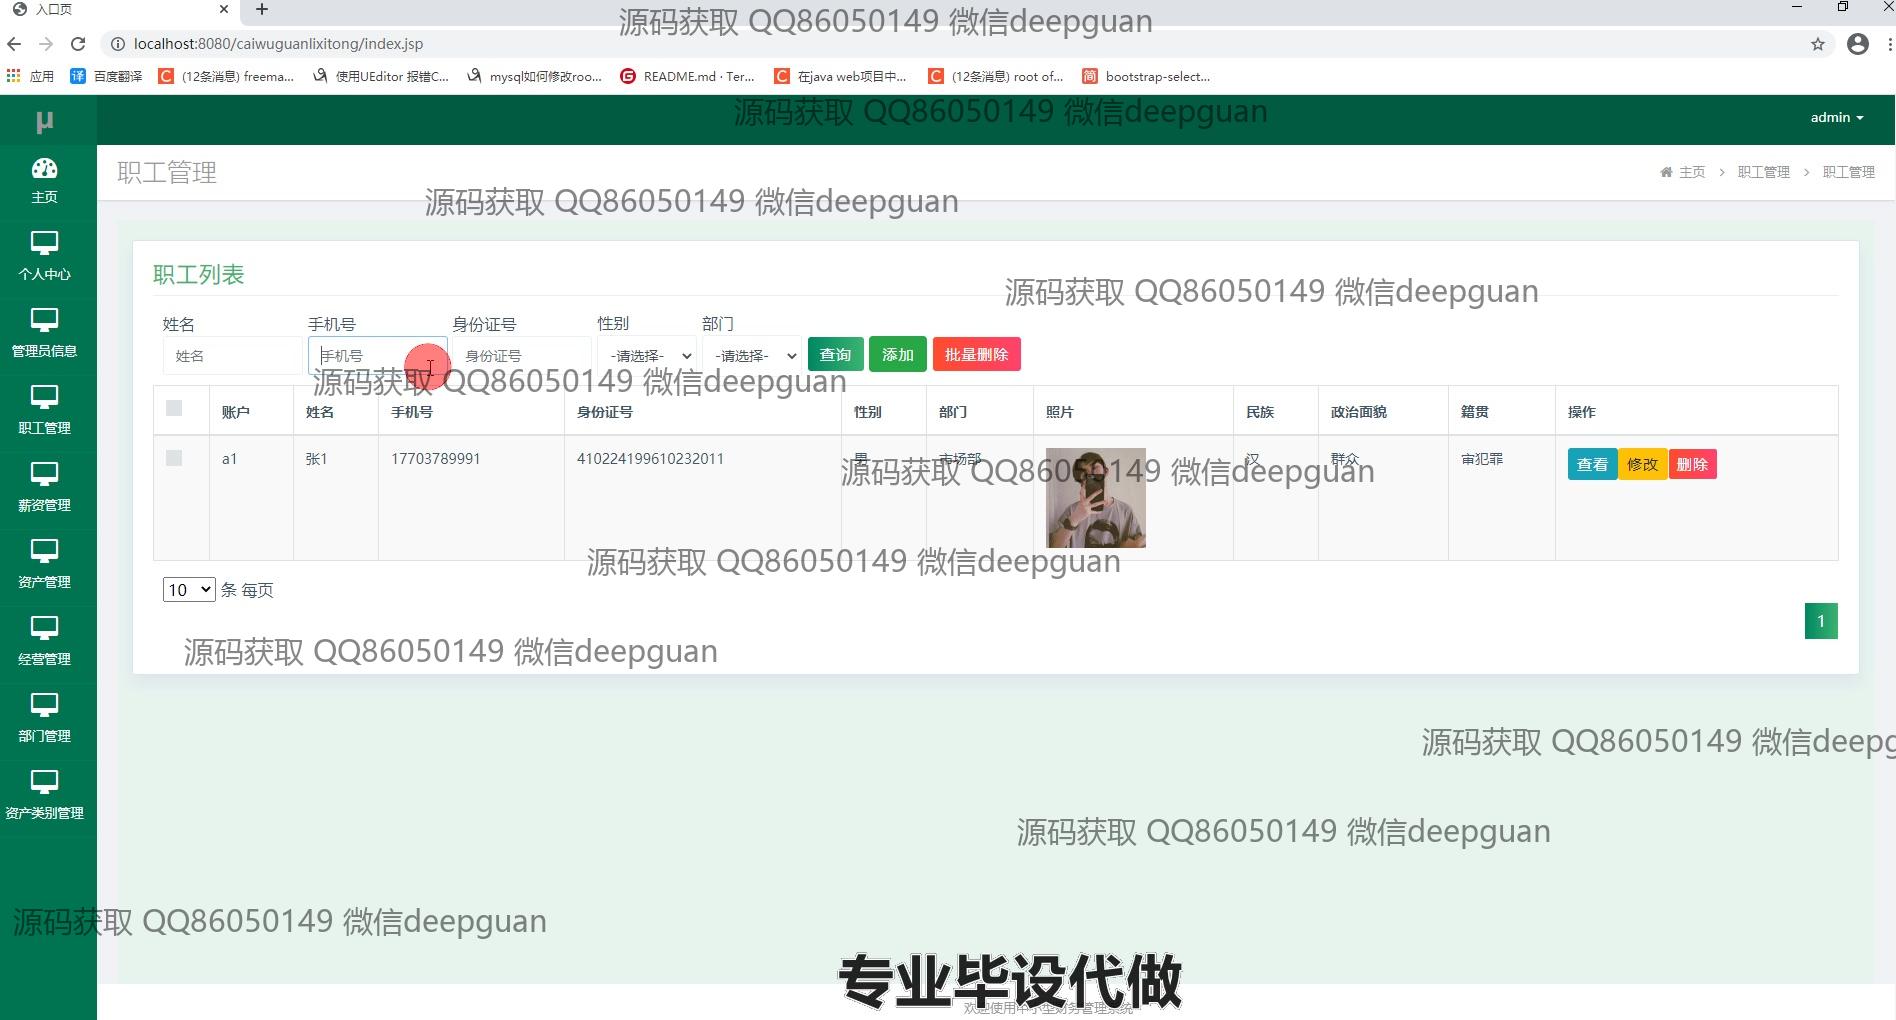 入口页
源码获取 QQ86050149 微信deepguan
localhost:8080/caiwuguanlixitong/index.jsp
应用 百度翻译 (12条消息) freema... 使用UEditor 报错C... mysql如何修改roo... README.md · Ter... 在java web项目中... (12条消息) root of... bootstrap-select...
源码获取 QQ86050149 微信deepguan
μ
admin
主页
职工管理
主页 > 职工管理 > 职工管理
源码获取 QQ86050149 微信deepguan
个人中心
职工列表
源码获取 QQ86050149 微信deepguan
管理员信息
姓名 手机号 身份证号 性别 部门
姓名 手机号 身份证号 -请选择- -请选择- 查询 添加 批量删除
源码获取 QQ86050149 微信deepguan
账户 姓名 手机号 身份证号 性别 部门 照片 民族 政治面貌 籍贯 操作
职工管理
a1 张1 17703789991 410224199610232011 男 市场部 汉 群众 审犯罪 查看 修改 删除
源码获取 QQ86050149 微信deepguan
薪资管理
源码获取 QQ86050149 微信deepguan
资产管理
10 条 每页
1
源码获取 QQ86050149 微信deepguan
经营管理
部门管理
源码获取 QQ86050149 微信deepg
资产类别管理
源码获取 QQ86050149 微信deepguan
源码获取 QQ86050149 微信deepguan
专业毕设代做
欢迎使用中小型财务管理系统